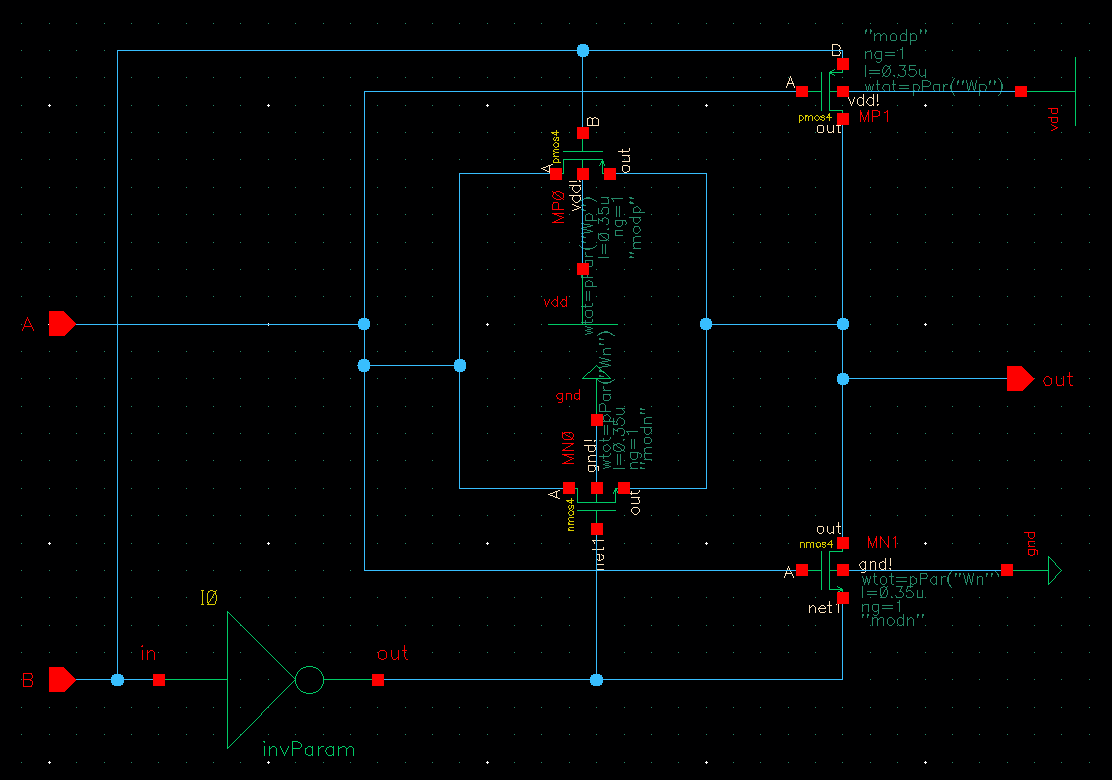 "modp"
B
ng=1
l=0.35u
A
wtot=pPar("Wp")
vdd!
pmos4
MP1
out
vdd
B
pmos4
A
out
MP0
vdd!
wtot=pPar("Wp")
l=0.35u
ng=1
"modp"
vdd
A
gnd
wtot=pPar("Wn")
l=0.35u
ng=1
"modn"
out
MN0
gnd!
A
nmos4
out
net1
out
nmos4
MN1
gnd
A
gnd!
wtot=pPar("Wn"
l=0.35u
net1
ng=1
"modn"
I0
in
out
B
invParam